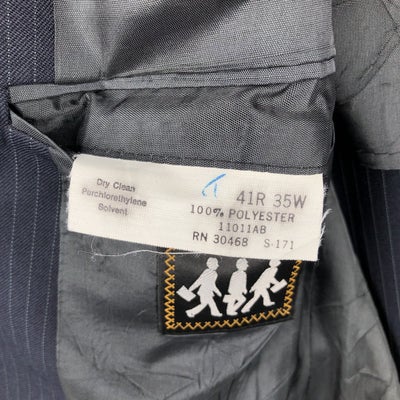 Dry Clean
Perchlorethylene
Solvent
41R 35W
100% POLYESTER
11011AB
RN 30468 S-171